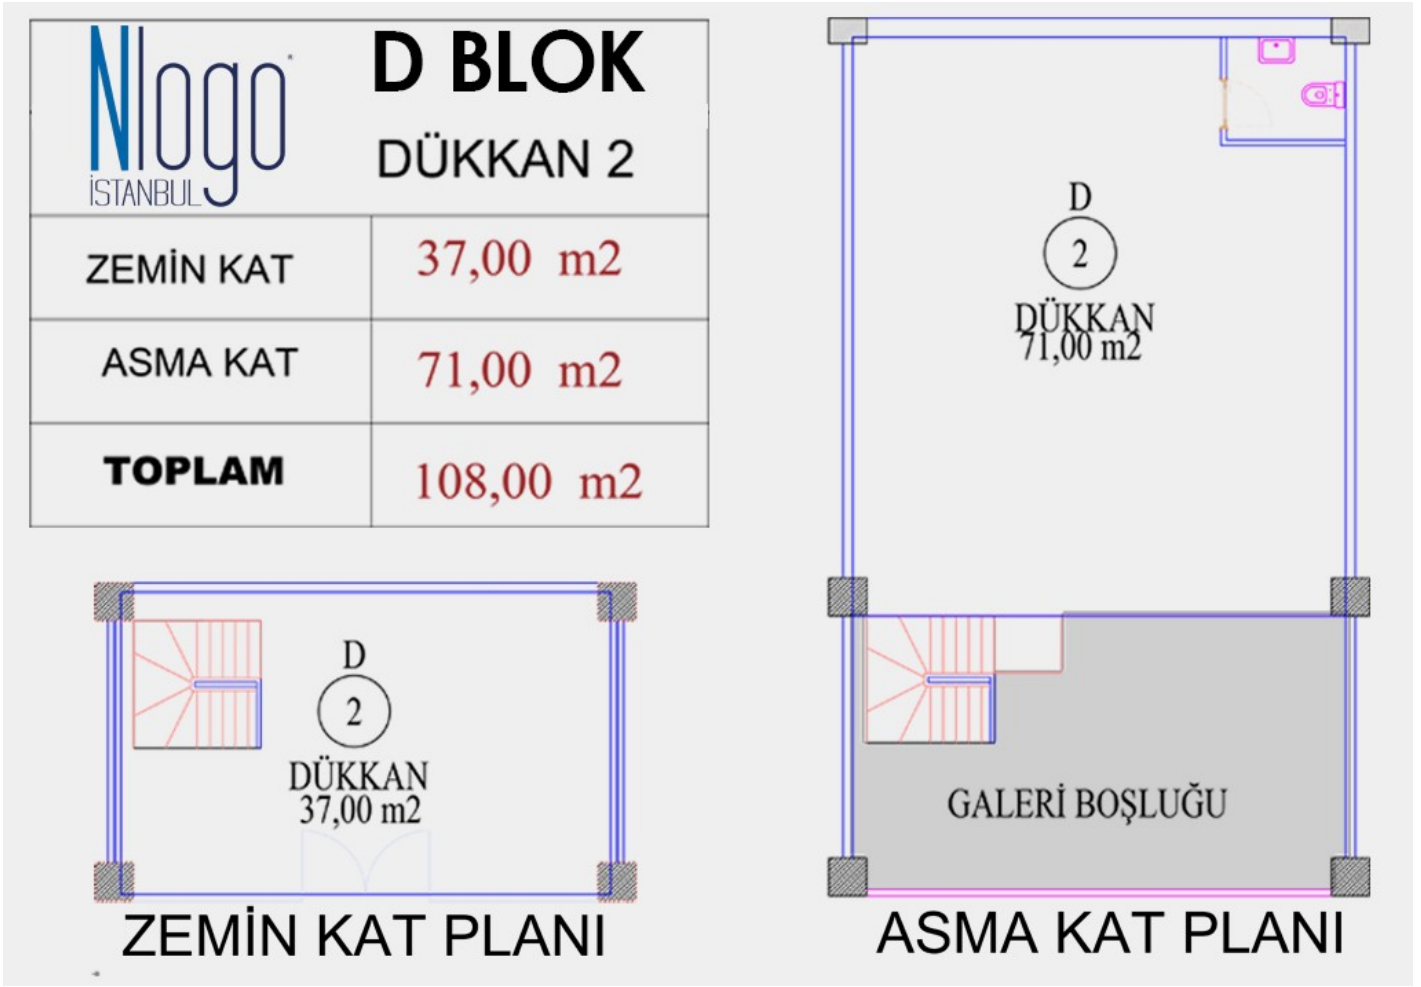 Nlogo
İSTANBUL
D BLOK
DÜKKAN 2
ZEMİN KAT 37,00 m2
ASMA KAT 71,00 m2
TOPLAM 108,00 m2
D
2
DÜKKAN
71,00 m2
GALERİ BOŞLUĞU
ASMA KAT PLANI
D
2
DÜKKAN
37,00 m2
ZEMİN KAT PLANI